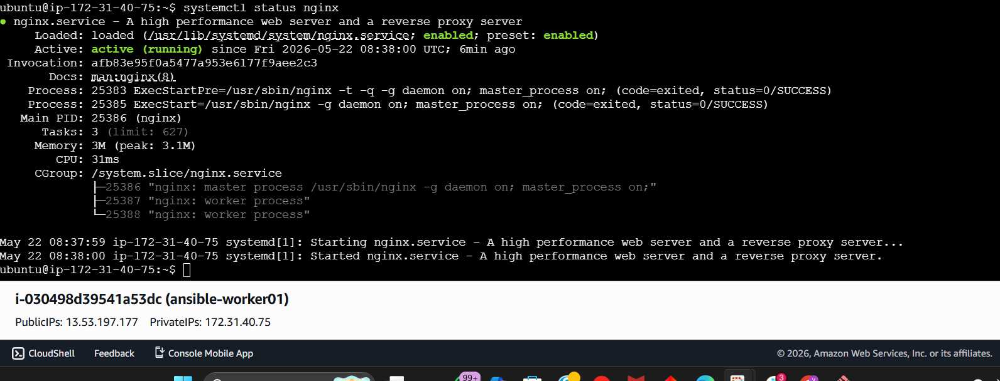 ubuntu@ip-172-31-40-75:~$ systemctl status nginx
● nginx.service - A high performance web server and a reverse proxy server
Loaded: loaded (/usr/lib/systemd/system/nginx.service; enabled; preset: enabled)
Active: active (running) since Fri 2026-05-22 08:38:00 UTC; 6min ago
Invocation: afb83e95f0a5477a953e6177f9aee2c3
Docs: man:nginx(8)
Process: 25383 ExecStartPre=/usr/sbin/nginx -t -q -g daemon on; master_process on; (code=exited, status=0/SUCCESS)
Process: 25385 ExecStart=/usr/sbin/nginx -g daemon on; master_process on; (code=exited, status=0/SUCCESS)
Main PID: 25386 (nginx)
Tasks: 3 (limit: 627)
Memory: 3M (peak: 3.1M)
CPU: 31ms
CGroup: /system.slice/nginx.service
├─25386 "nginx: master process /usr/sbin/nginx -g daemon on; master_process on;"
├─25387 "nginx: worker process"
└─25388 "nginx: worker process"
May 22 08:37:59 ip-172-31-40-75 systemd[1]: Starting nginx.service - A high performance web server and a reverse proxy server...
May 22 08:38:00 ip-172-31-40-75 systemd[1]: Started nginx.service - A high performance web server and a reverse proxy server.
ubuntu@ip-172-31-40-75:~$
i-030498d39541a53dc (ansible-worker01)
PublicIPs: 13.53.197.177 PrivateIPs: 172.31.40.75
CloudShell Feedback Console Mobile App © 2026, Amazon Web Services, Inc. or its affiliates.
99+ 3